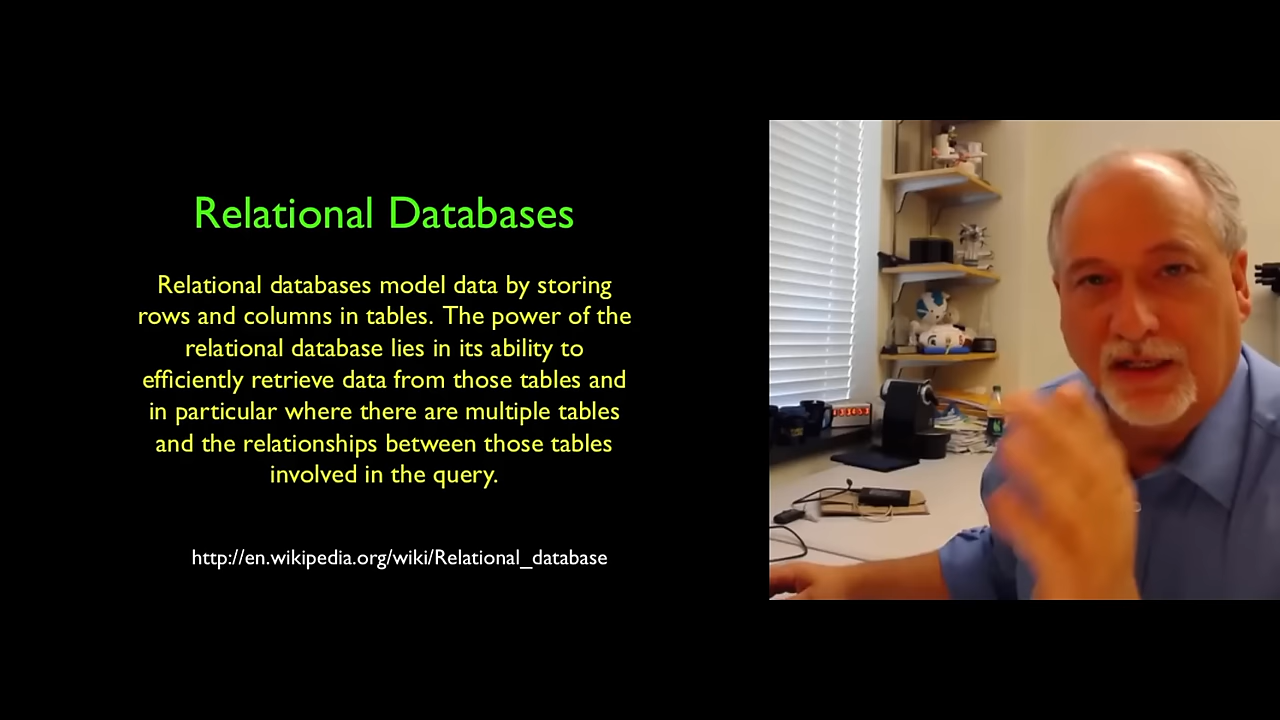 Relational Databases
Relational databases model data by storing
rows and columns in tables. The power of the
relational database lies in its ability to
efficiently retrieve data from those tables and
in particular where there are multiple tables
and the relationships between those tables
involved in the query.
http://en.wikipedia.org/wiki/Relational_database